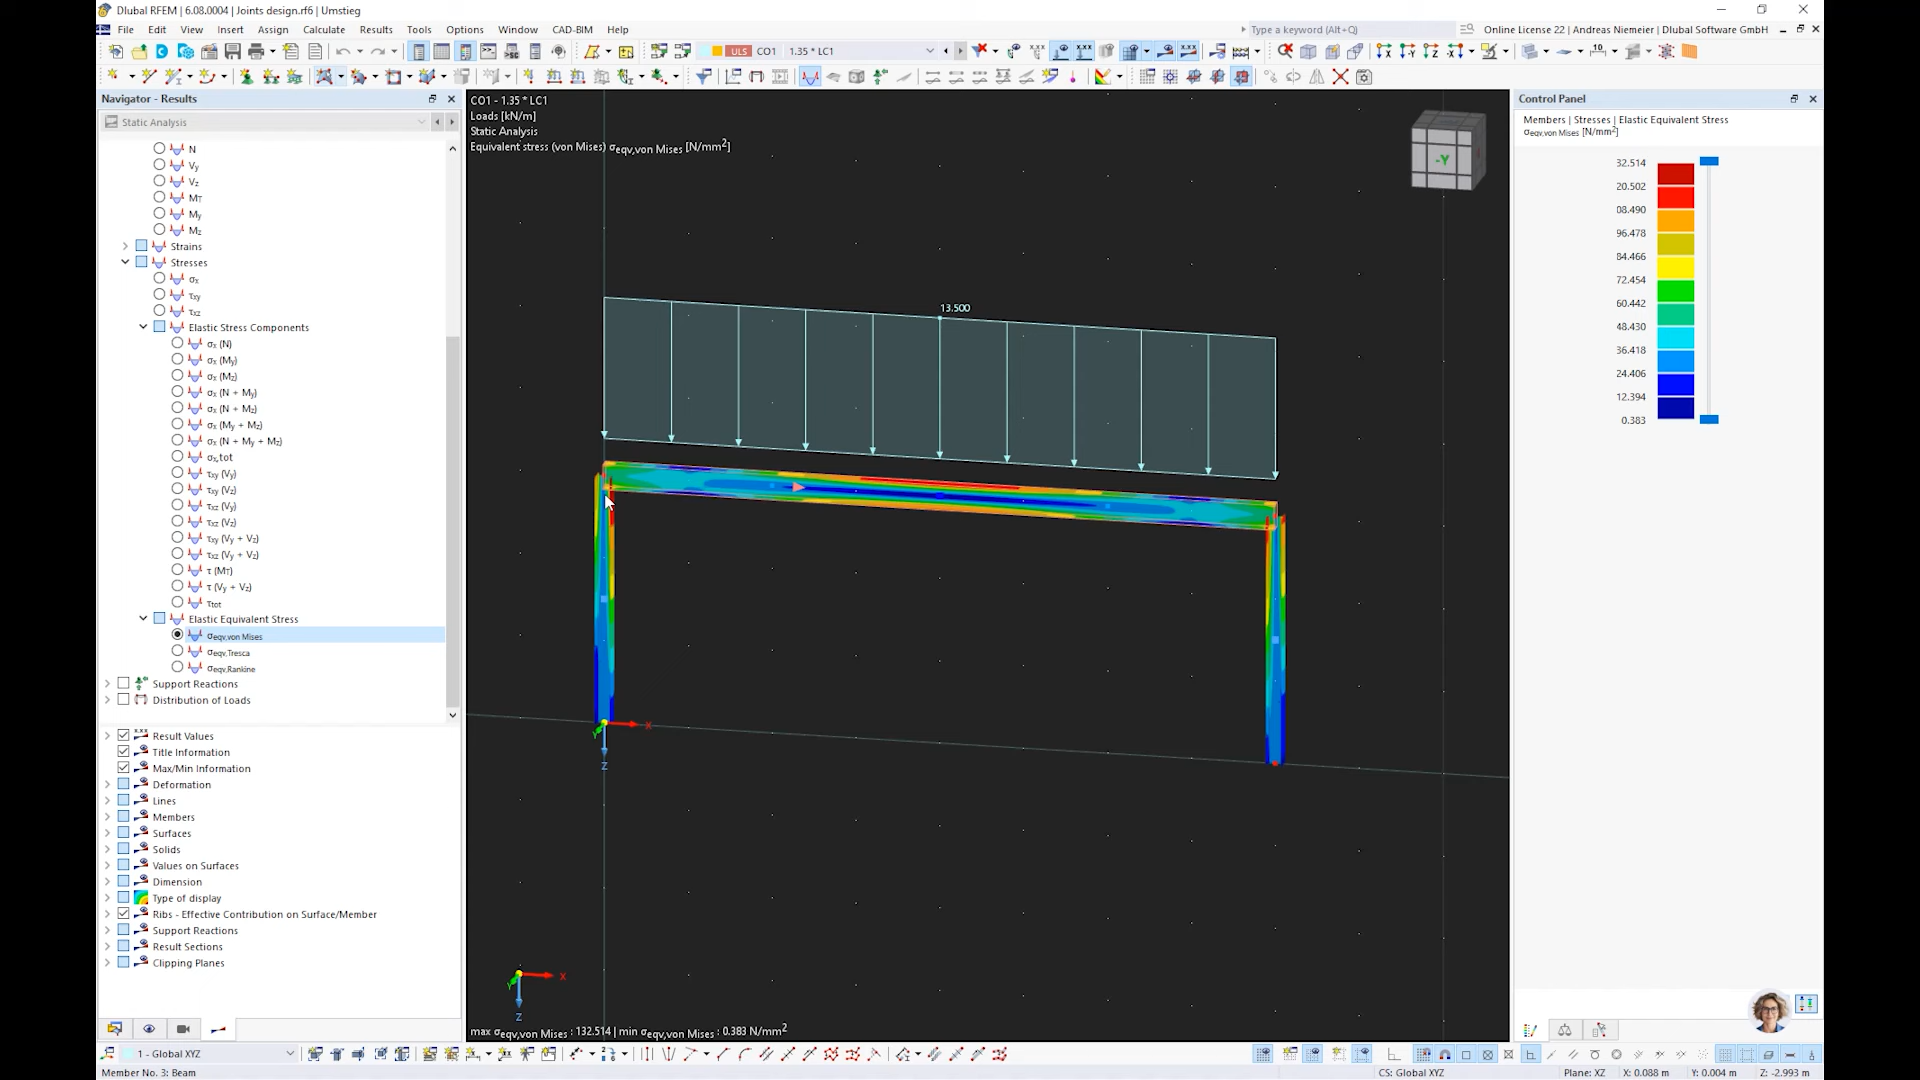 Dlubal RFEM | 6.08.0004 | Joints design.rf6 | Umstieg
File Edit View Insert Assign Calculate Results Tools Options Window CAD-BIM Help
Type a keyword (Alt+Q)
Online License 22 | Andreas Niemeier | Dlubal Software GmbH
ULS CO1 1.35 * LC1
Navigator - Results
Static Analysis
N
Vy
Vz
MT
My
Mz
Strains
Stresses
σx
τxy
τxz
Elastic Stress Components
σx (N)
σx (My)
σx (Mz)
σx (N + My)
σx (N + Mz)
σx (My + Mz)
σx (N + My + Mz)
σx,tot
τxy (Vy)
τxy (Vz)
τxz (Vy)
τxz (Vz)
τxy (Vy + Vz)
τxz (Vy + Vz)
τ (MT)
τ (Vy + Vz)
τtot
Elastic Equivalent Stress
σeqv,von Mises
σeqv,Tresca
σeqv,Rankine
Support Reactions
Distribution of Loads
Result Values
Title Information
Max/Min Information
Deformation
Lines
Members
Surfaces
Solids
Values on Surfaces
Dimension
Type of display
Ribs - Effective Contribution on Surface/Member
Support Reactions
Result Sections
Clipping Planes
CO1 - 1.35 * LC1
Loads [kN/m]
Static Analysis
Equivalent stress (von Mises) σeqv,von Mises [N/mm²]
-Y
13.500
X
Y
Z
X
Y
Z
max σeqv,von Mises : 132.514 | min σeqv,von Mises : 0.383 N/mm²
Control Panel
Members | Stresses | Elastic Equivalent Stress
σeqv,von Mises [N/mm²]
32.514
20.502
08.490
96.478
84.466
72.454
60.442
48.430
36.418
24.406
12.394
0.383
1 - Global XYZ
Member No. 3: Beam
CS: Global XYZ
Plane: XZ
X: 0.088 m
Y: 0.004 m
Z: -2.993 m